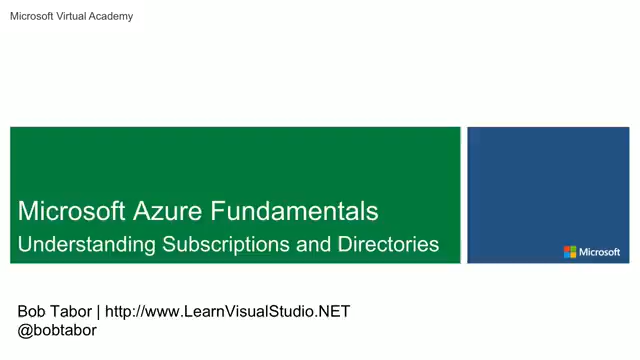 Microsoft Virtual Academy
Microsoft Azure Fundamentals
Understanding Subscriptions and Directories
Microsoft
Bob Tabor | http://www.LearnVisualStudio.NET
@bobtabor